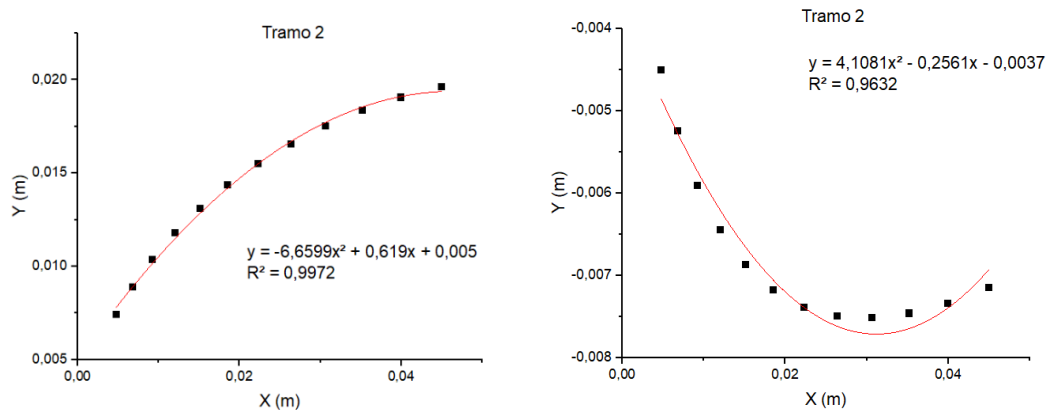 Tramo 2
0,020
0,015
0,010
0,005
Y (m)
y = -6,6599x² + 0,619x + 0,005
R² = 0,9972
0,00
0,02
0,04
X (m)
Tramo 2
-0,004
-0,005
-0,006
-0,007
-0,008
Y (m)
y = 4,1081x² - 0,2561x - 0,0037
R² = 0,9632
0,00
0,02
0,04
X (m)